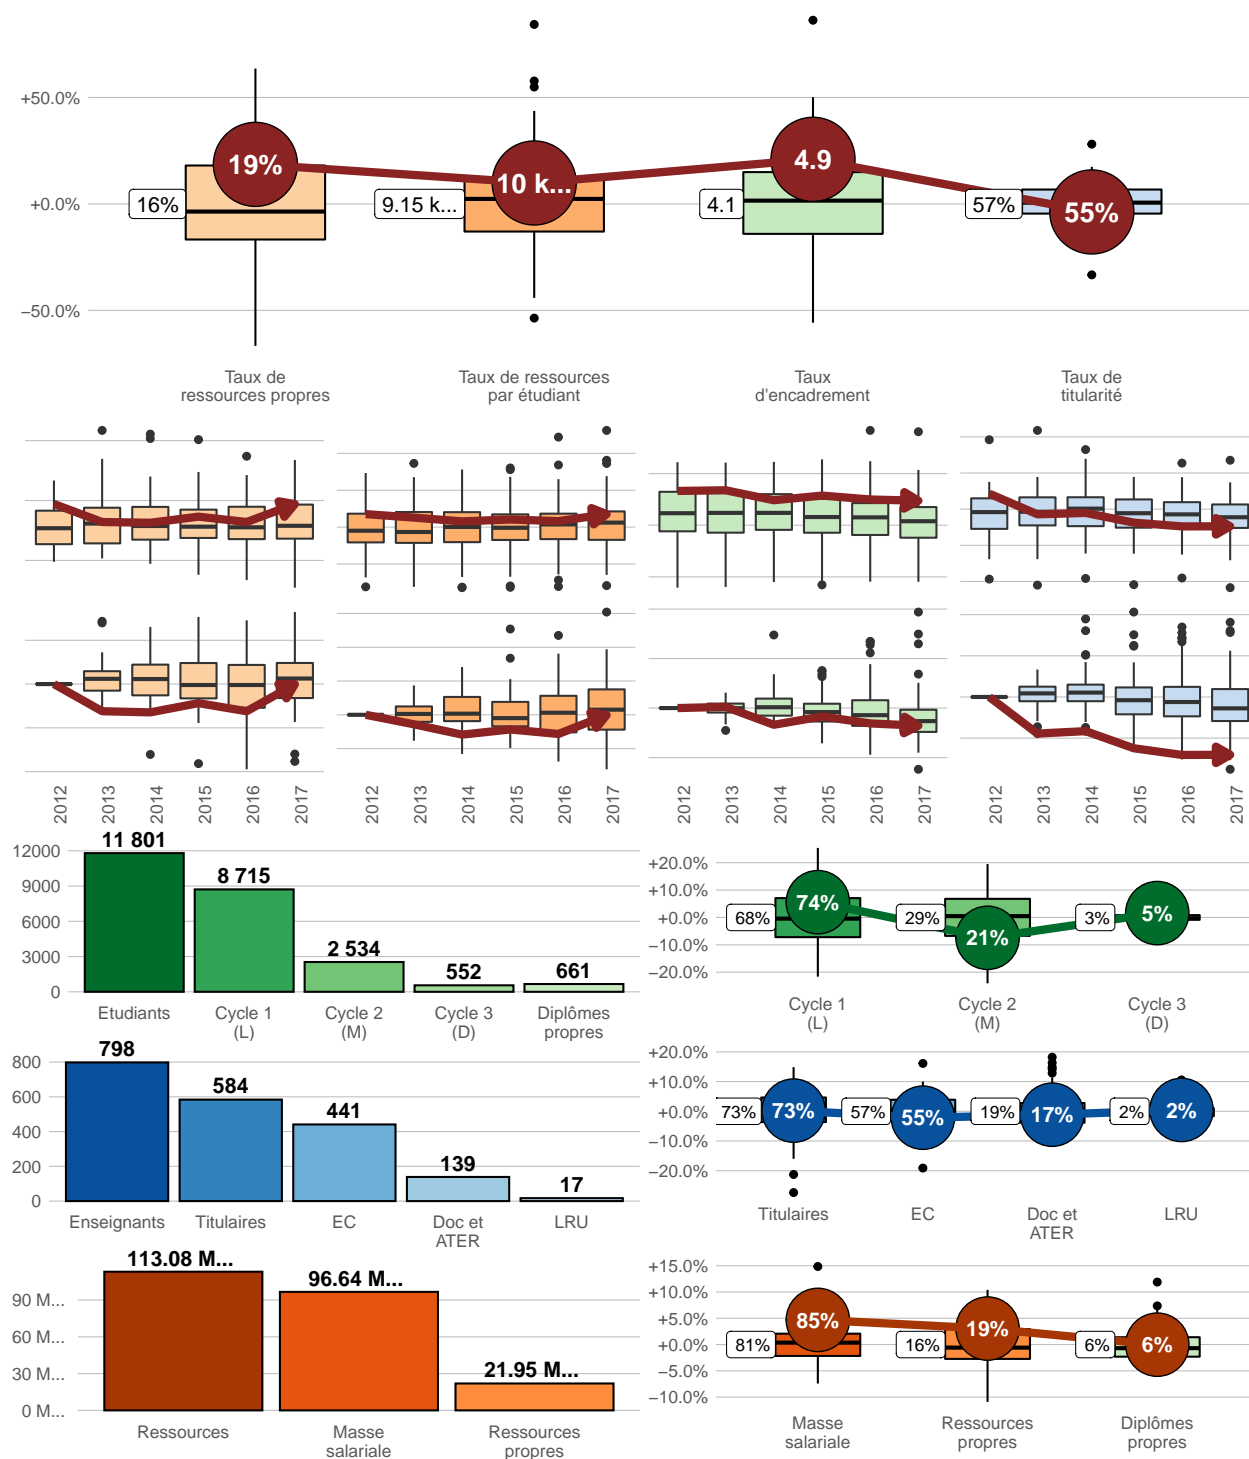 +50.0%
+0.0%
−50.0%
16%
19%
9.15 k...
10 k...
4.1
4.9
57%
55%
Taux de
ressources propres
Taux de ressources
par étudiant
Taux
d'encadrement
Taux de
titularité
2012
2013
2014
2015
2016
2017
2012
2013
2014
2015
2016
2017
2012
2013
2014
2015
2016
2017
2012
2013
2014
2015
2016
2017
12000
9000
6000
3000
0
11 801
8 715
2 534
552
661
Etudiants
Cycle 1
(L)
Cycle 2
(M)
Cycle 3
(D)
Diplômes
propres
+20.0%
+10.0%
+0.0%
−10.0%
−20.0%
68%
74%
29%
21%
3%
5%
Cycle 1
(L)
Cycle 2
(M)
Cycle 3
(D)
800
600
400
200
0
798
584
441
139
17
Enseignants
Titulaires
EC
Doc et
ATER
LRU
+20.0%
+10.0%
+0.0%
−10.0%
−20.0%
73%
73%
57%
55%
19%
17%
2%
2%
Titulaires
EC
Doc et
ATER
LRU
90 M...
60 M...
30 M...
0 M...
113.08 M...
96.64 M...
21.95 M...
Ressources
Masse
salariale
Ressources
propres
+15.0%
+10.0%
+5.0%
+0.0%
−5.0%
−10.0%
81%
85%
16%
19%
6%
6%
Masse
salariale
Ressources
propres
Diplômes
propres